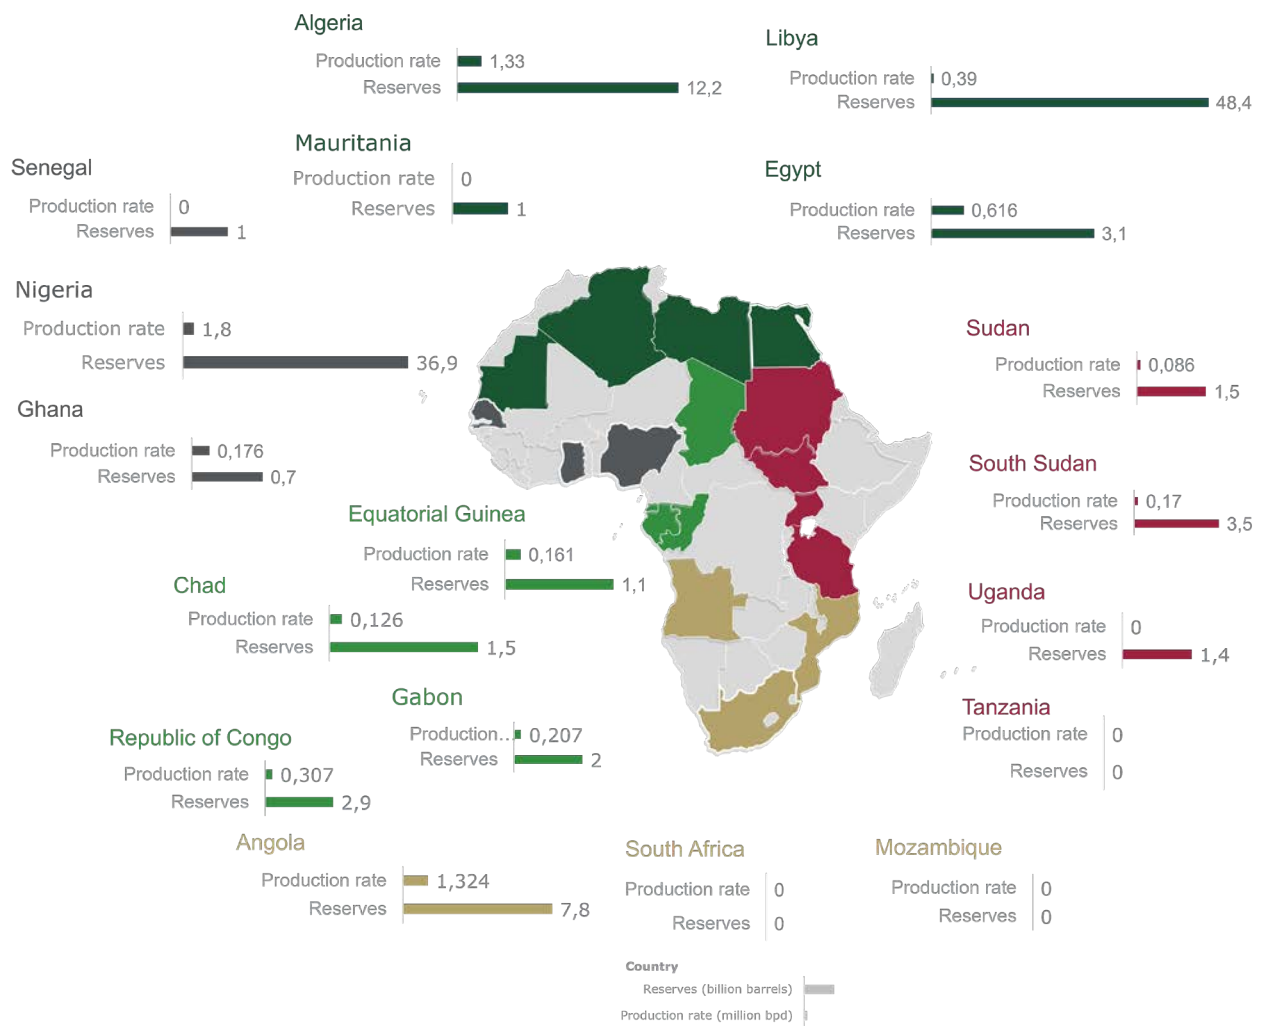 Algeria
Production rate 1,33
Reserves 12,2
Libya
Production rate 0,39
Reserves 48,4
Mauritania
Production rate 0
Reserves 1
Senegal
Production rate 0
Reserves 1
Egypt
Production rate 0,616
Reserves 3,1
Nigeria
Production rate 1,8
Reserves 36,9
Sudan
Production rate 0,086
Reserves 1,5
Ghana
Production rate 0,176
Reserves 0,7
South Sudan
Production rate 0,17
Reserves 3,5
Equatorial Guinea
Production rate 0,161
Reserves 1,1
Chad
Production rate 0,126
Reserves 1,5
Uganda
Production rate 0
Reserves 1,4
Gabon
Production... 0,207
Reserves 2
Tanzania
Production rate 0
Reserves 0
Republic of Congo
Production rate 0,307
Reserves 2,9
Angola
Production rate 1,324
Reserves 7,8
South Africa
Production rate 0
Reserves 0
Mozambique
Production rate 0
Reserves 0
Country
Reserves (billion barrels)
Production rate (million bpd)